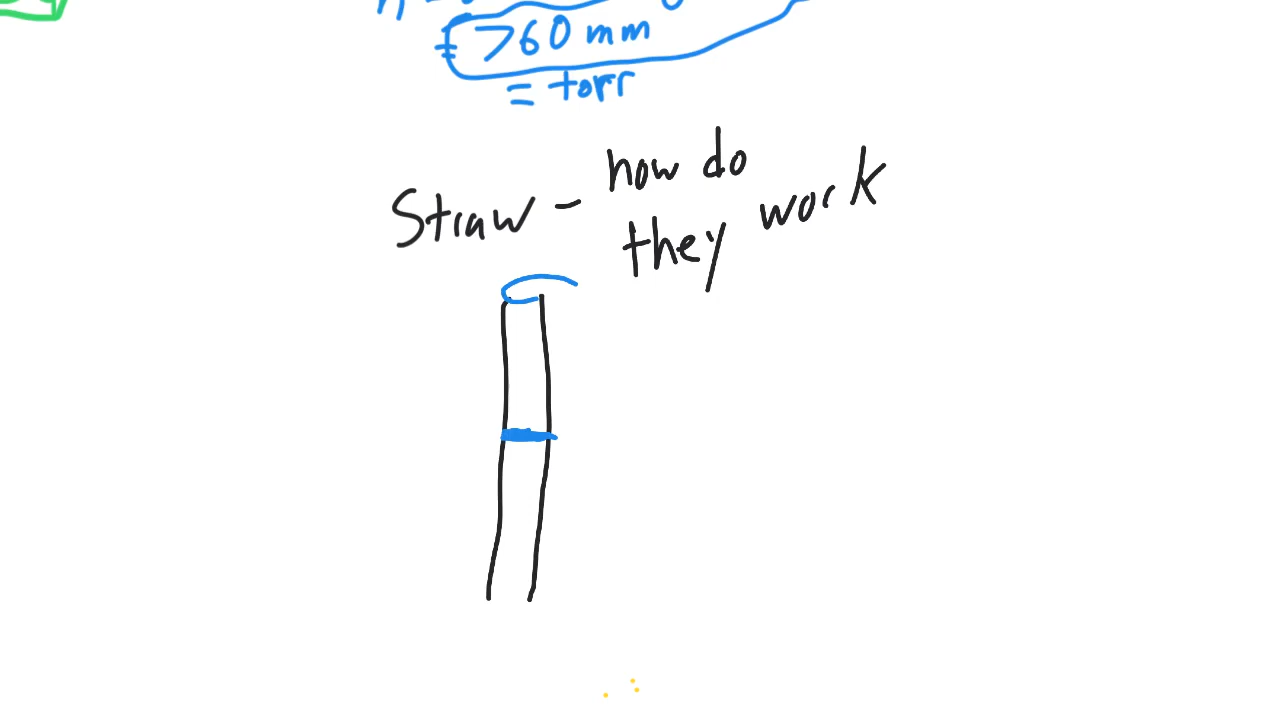 = 760 mm
= torr
Straw - how do
they work